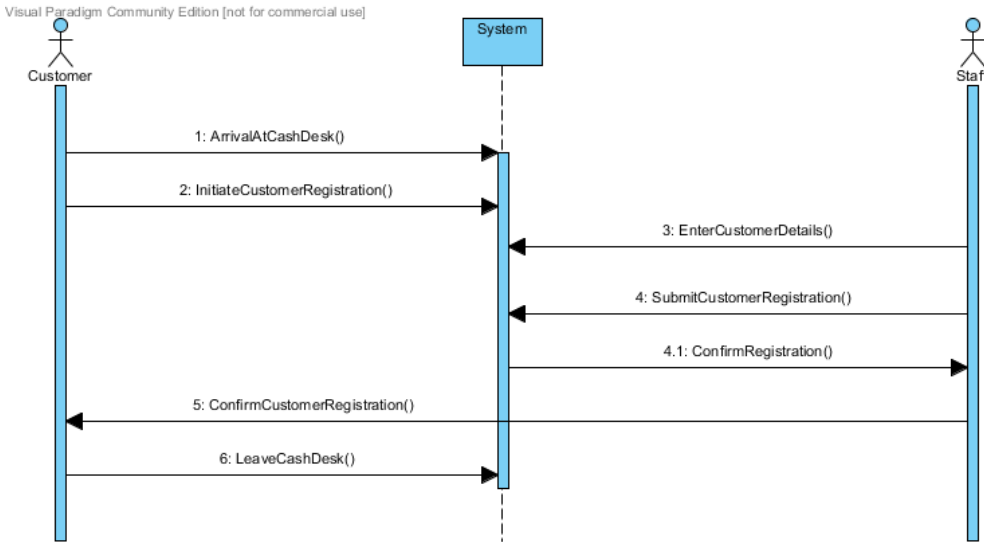 Visual Paradigm Community Edition [not for commercial use]
System
Customer
Staf
1: ArrivalAtCashDesk()
2: InitiateCustomerRegistration()
3: EnterCustomerDetails()
4: SubmitCustomerRegistration()
4.1: ConfirmRegistration()
5: ConfirmCustomerRegistration()
6: LeaveCashDesk()